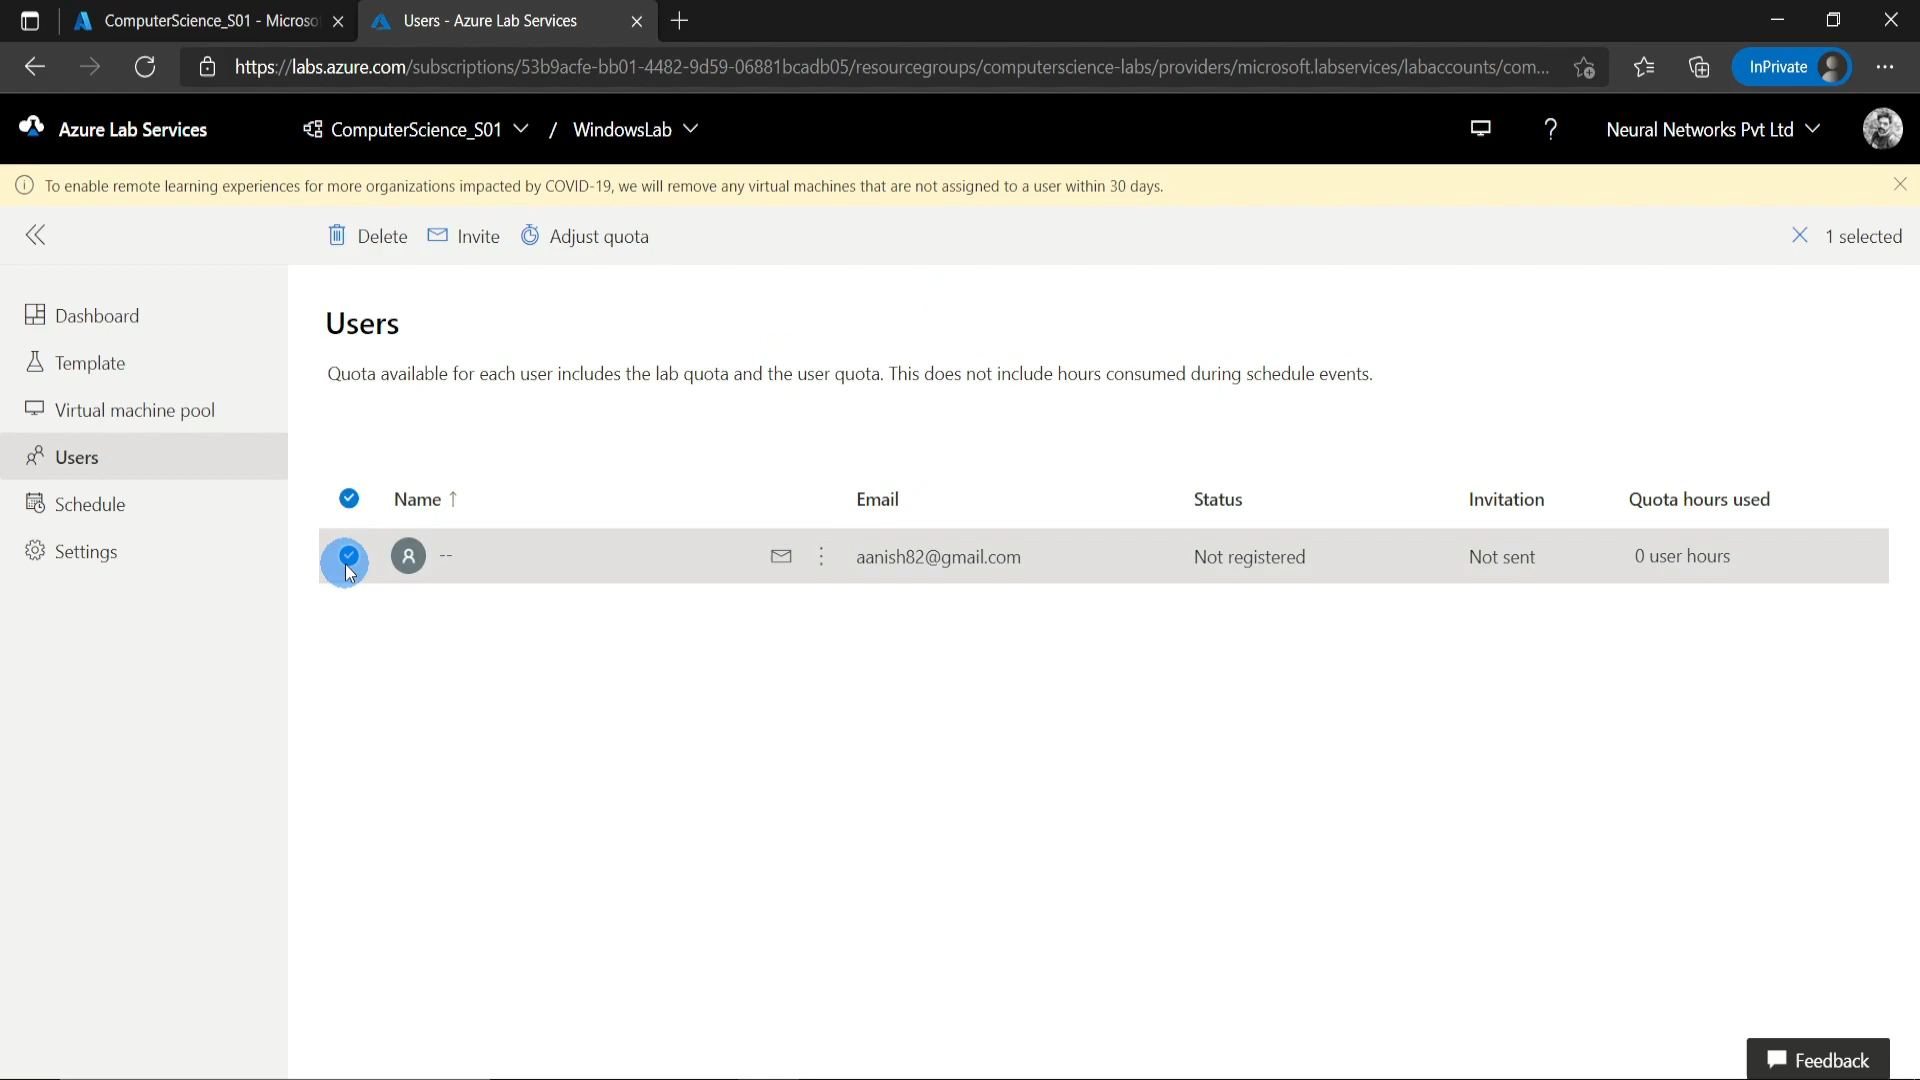 ComputerScience_S01 - Microso
Users - Azure Lab Services
https://labs.azure.com/subscriptions/53b9acfe-bb01-4482-9d59-06881bcadb05/resourcegroups/computerscience-labs/providers/microsoft.labservices/labaccounts/com...
InPrivate
Azure Lab Services
ComputerScience_S01 / WindowsLab
Neural Networks Pvt Ltd
To enable remote learning experiences for more organizations impacted by COVID-19, we will remove any virtual machines that are not assigned to a user within 30 days.
Delete Invite Adjust quota
1 selected
Dashboard
Template
Virtual machine pool
Users
Schedule
Settings
Users
Quota available for each user includes the lab quota and the user quota. This does not include hours consumed during schedule events.
Name ↑ Email Status Invitation Quota hours used
-- aanish82@gmail.com Not registered Not sent 0 user hours
Feedback